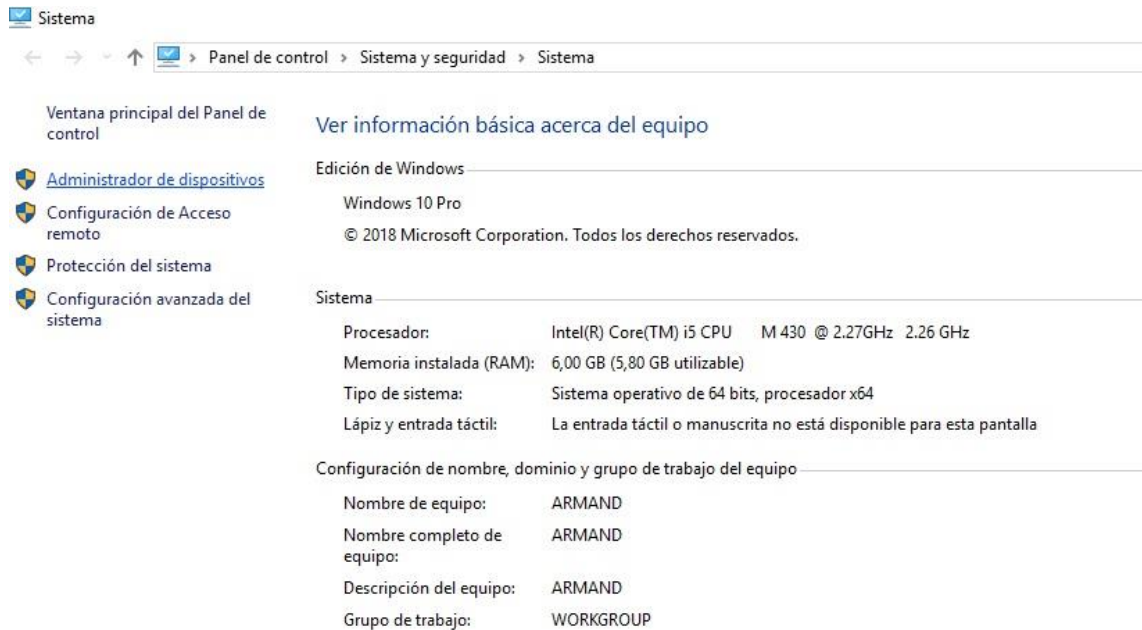 Sistema
Panel de control > Sistema y seguridad > Sistema
Ventana principal del Panel de
control
Administrador de dispositivos
Configuración de Acceso
remoto
Protección del sistema
Configuración avanzada del
sistema
Ver información básica acerca del equipo
Edición de Windows
Windows 10 Pro
© 2018 Microsoft Corporation. Todos los derechos reservados.
Sistema
Procesador: Intel(R) Core(TM) i5 CPU M 430 @ 2.27GHz 2.26 GHz
Memoria instalada (RAM): 6,00 GB (5,80 GB utilizable)
Tipo de sistema: Sistema operativo de 64 bits, procesador x64
Lápiz y entrada táctil: La entrada táctil o manuscrita no está disponible para esta pantalla
Configuración de nombre, dominio y grupo de trabajo del equipo
Nombre de equipo: ARMAND
Nombre completo de ARMAND
equipo:
Descripción del equipo: ARMAND
Grupo de trabajo: WORKGROUP